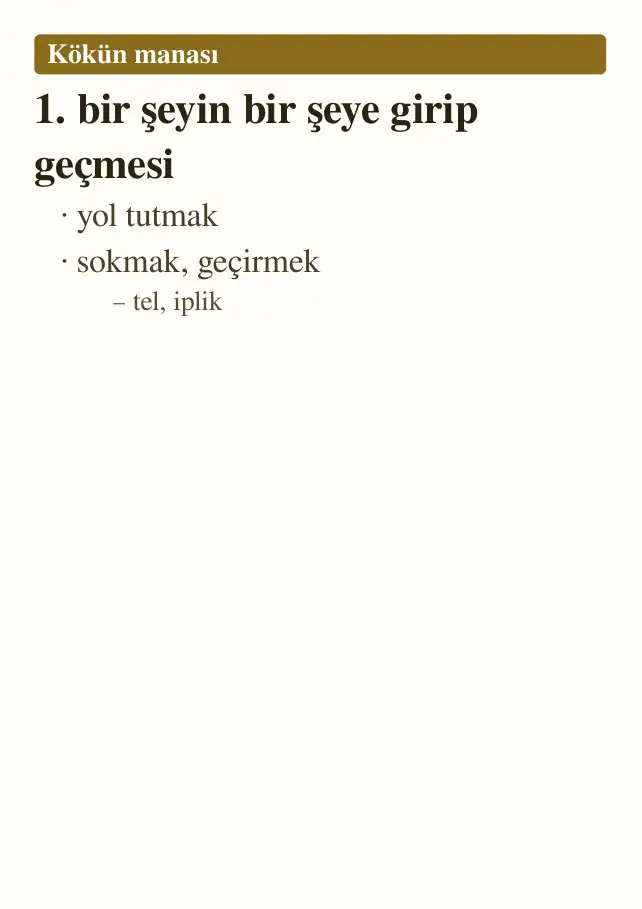 Kökün manası
1. bir şeyin bir şeye girip
geçmesi
· yol tutmak
· sokmak, geçirmek
– tel, iplik